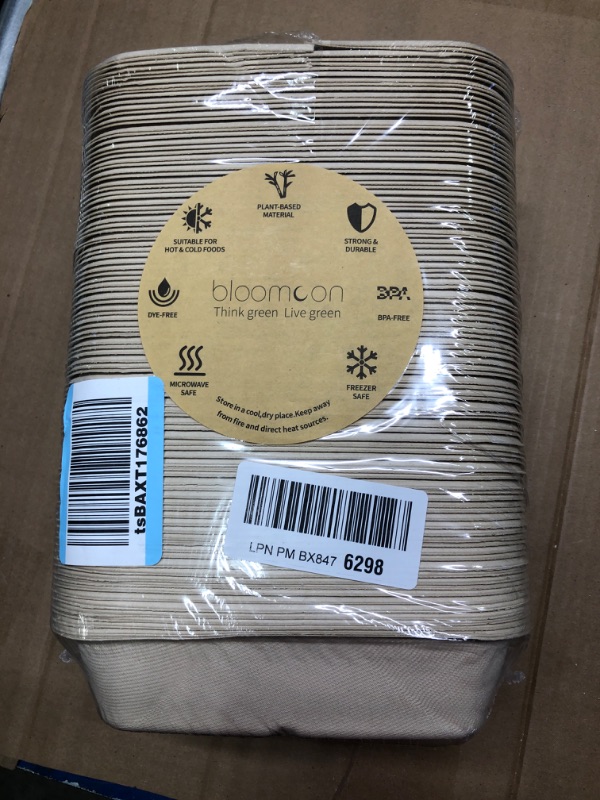 PLANT-BASED
MATERIAL
SUITABLE FOR
HOT & COLD FOODS
STRONG &
DURABLE
DYE-FREE
bloomoon
Think green Live green
BPA
BPA-FREE
MICROWAVE
SAFE
FREEZER
SAFE
Store in a cool,dry place.Keep away
from fire and direct heat sources.
tsBAXT176862
LPN PM BX847 6298